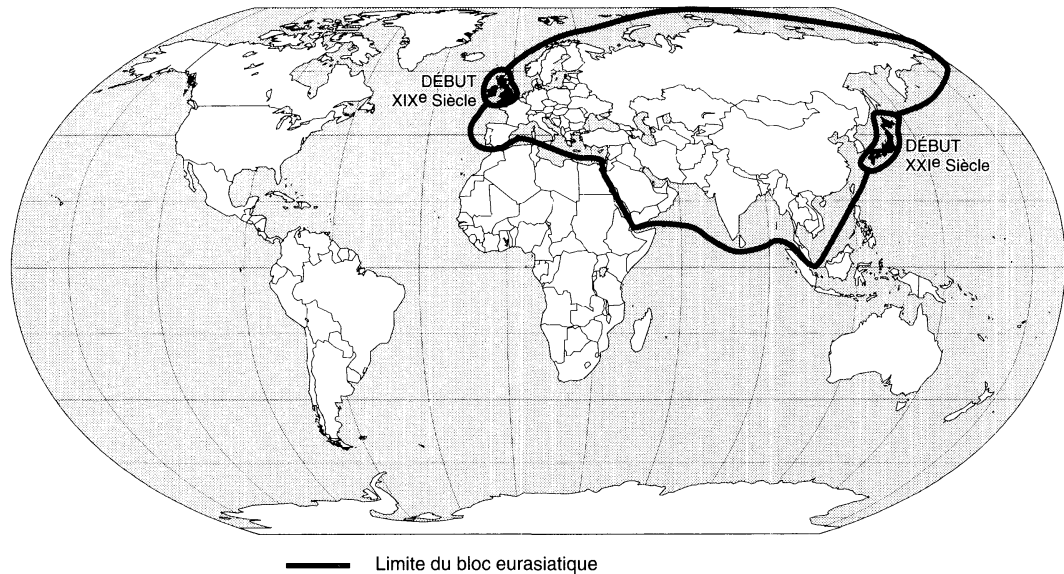 DÉBUT
XIXe Siècle
DÉBUT
XXIe Siècle
Limite du bloc eurasiatique